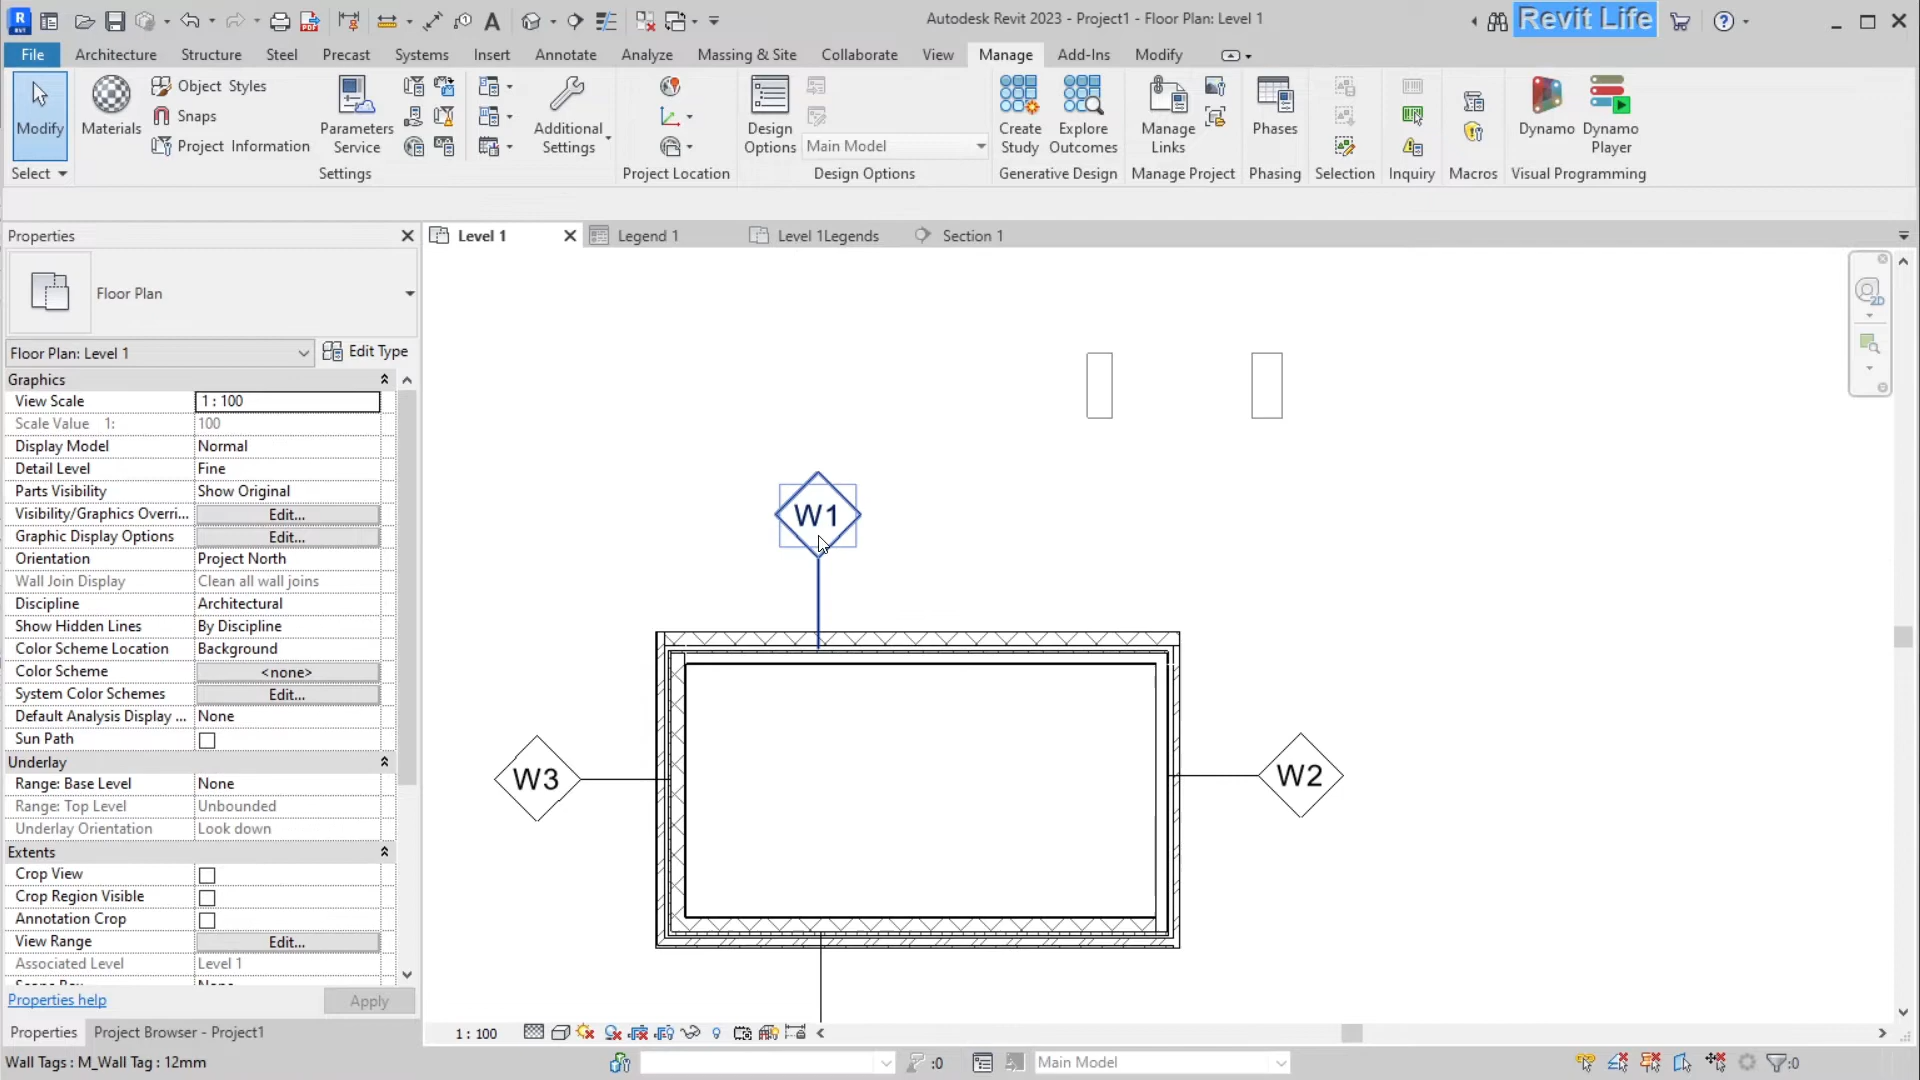 Autodesk Revit 2023 - Project1 - Floor Plan: Level 1
Revit Life
File Architecture Structure Steel Precast Systems Insert Annotate Analyze Massing & Site Collaborate View Manage Add-Ins Modify
Modify
Materials
Object Styles
Snaps
Project Information
Parameters Service
Additional Settings
Design Options
Main Model
Create Study
Explore Outcomes
Manage Links
Phases
Dynamo
Dynamo Player
Select
Settings
Project Location
Design Options
Generative Design
Manage Project
Phasing
Selection
Inquiry
Macros
Visual Programming
Properties
Level 1
Legend 1
Level 1Legends
Section 1
Floor Plan
2D
Floor Plan: Level 1
Edit Type
Graphics
View Scale 1 : 100
Scale Value 1: 100
Display Model Normal
Detail Level Fine
Parts Visibility Show Original
Visibility/Graphics Overri... Edit...
Graphic Display Options Edit...
Orientation Project North
Wall Join Display Clean all wall joins
Discipline Architectural
Show Hidden Lines By Discipline
Color Scheme Location Background
Color Scheme <none>
System Color Schemes Edit...
Default Analysis Display ... None
Sun Path
Underlay
Range: Base Level None
Range: Top Level Unbounded
Underlay Orientation Look down
Extents
Crop View
Crop Region Visible
Annotation Crop
View Range Edit...
Associated Level Level 1
Properties help
Apply
W1
W3
W2
Properties
Project Browser - Project1
1 : 100
Wall Tags : M_Wall Tag : 12mm
:0
Main Model
:0